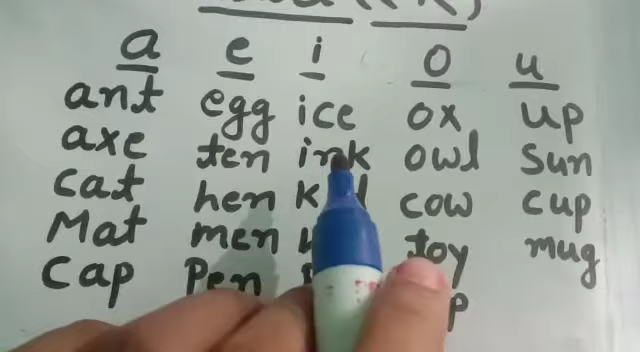 a e i o u
ant egg ice ox up
axe ten ink owl Sun
Cat hen cow cup
Mat men toy mug
Cap Pen